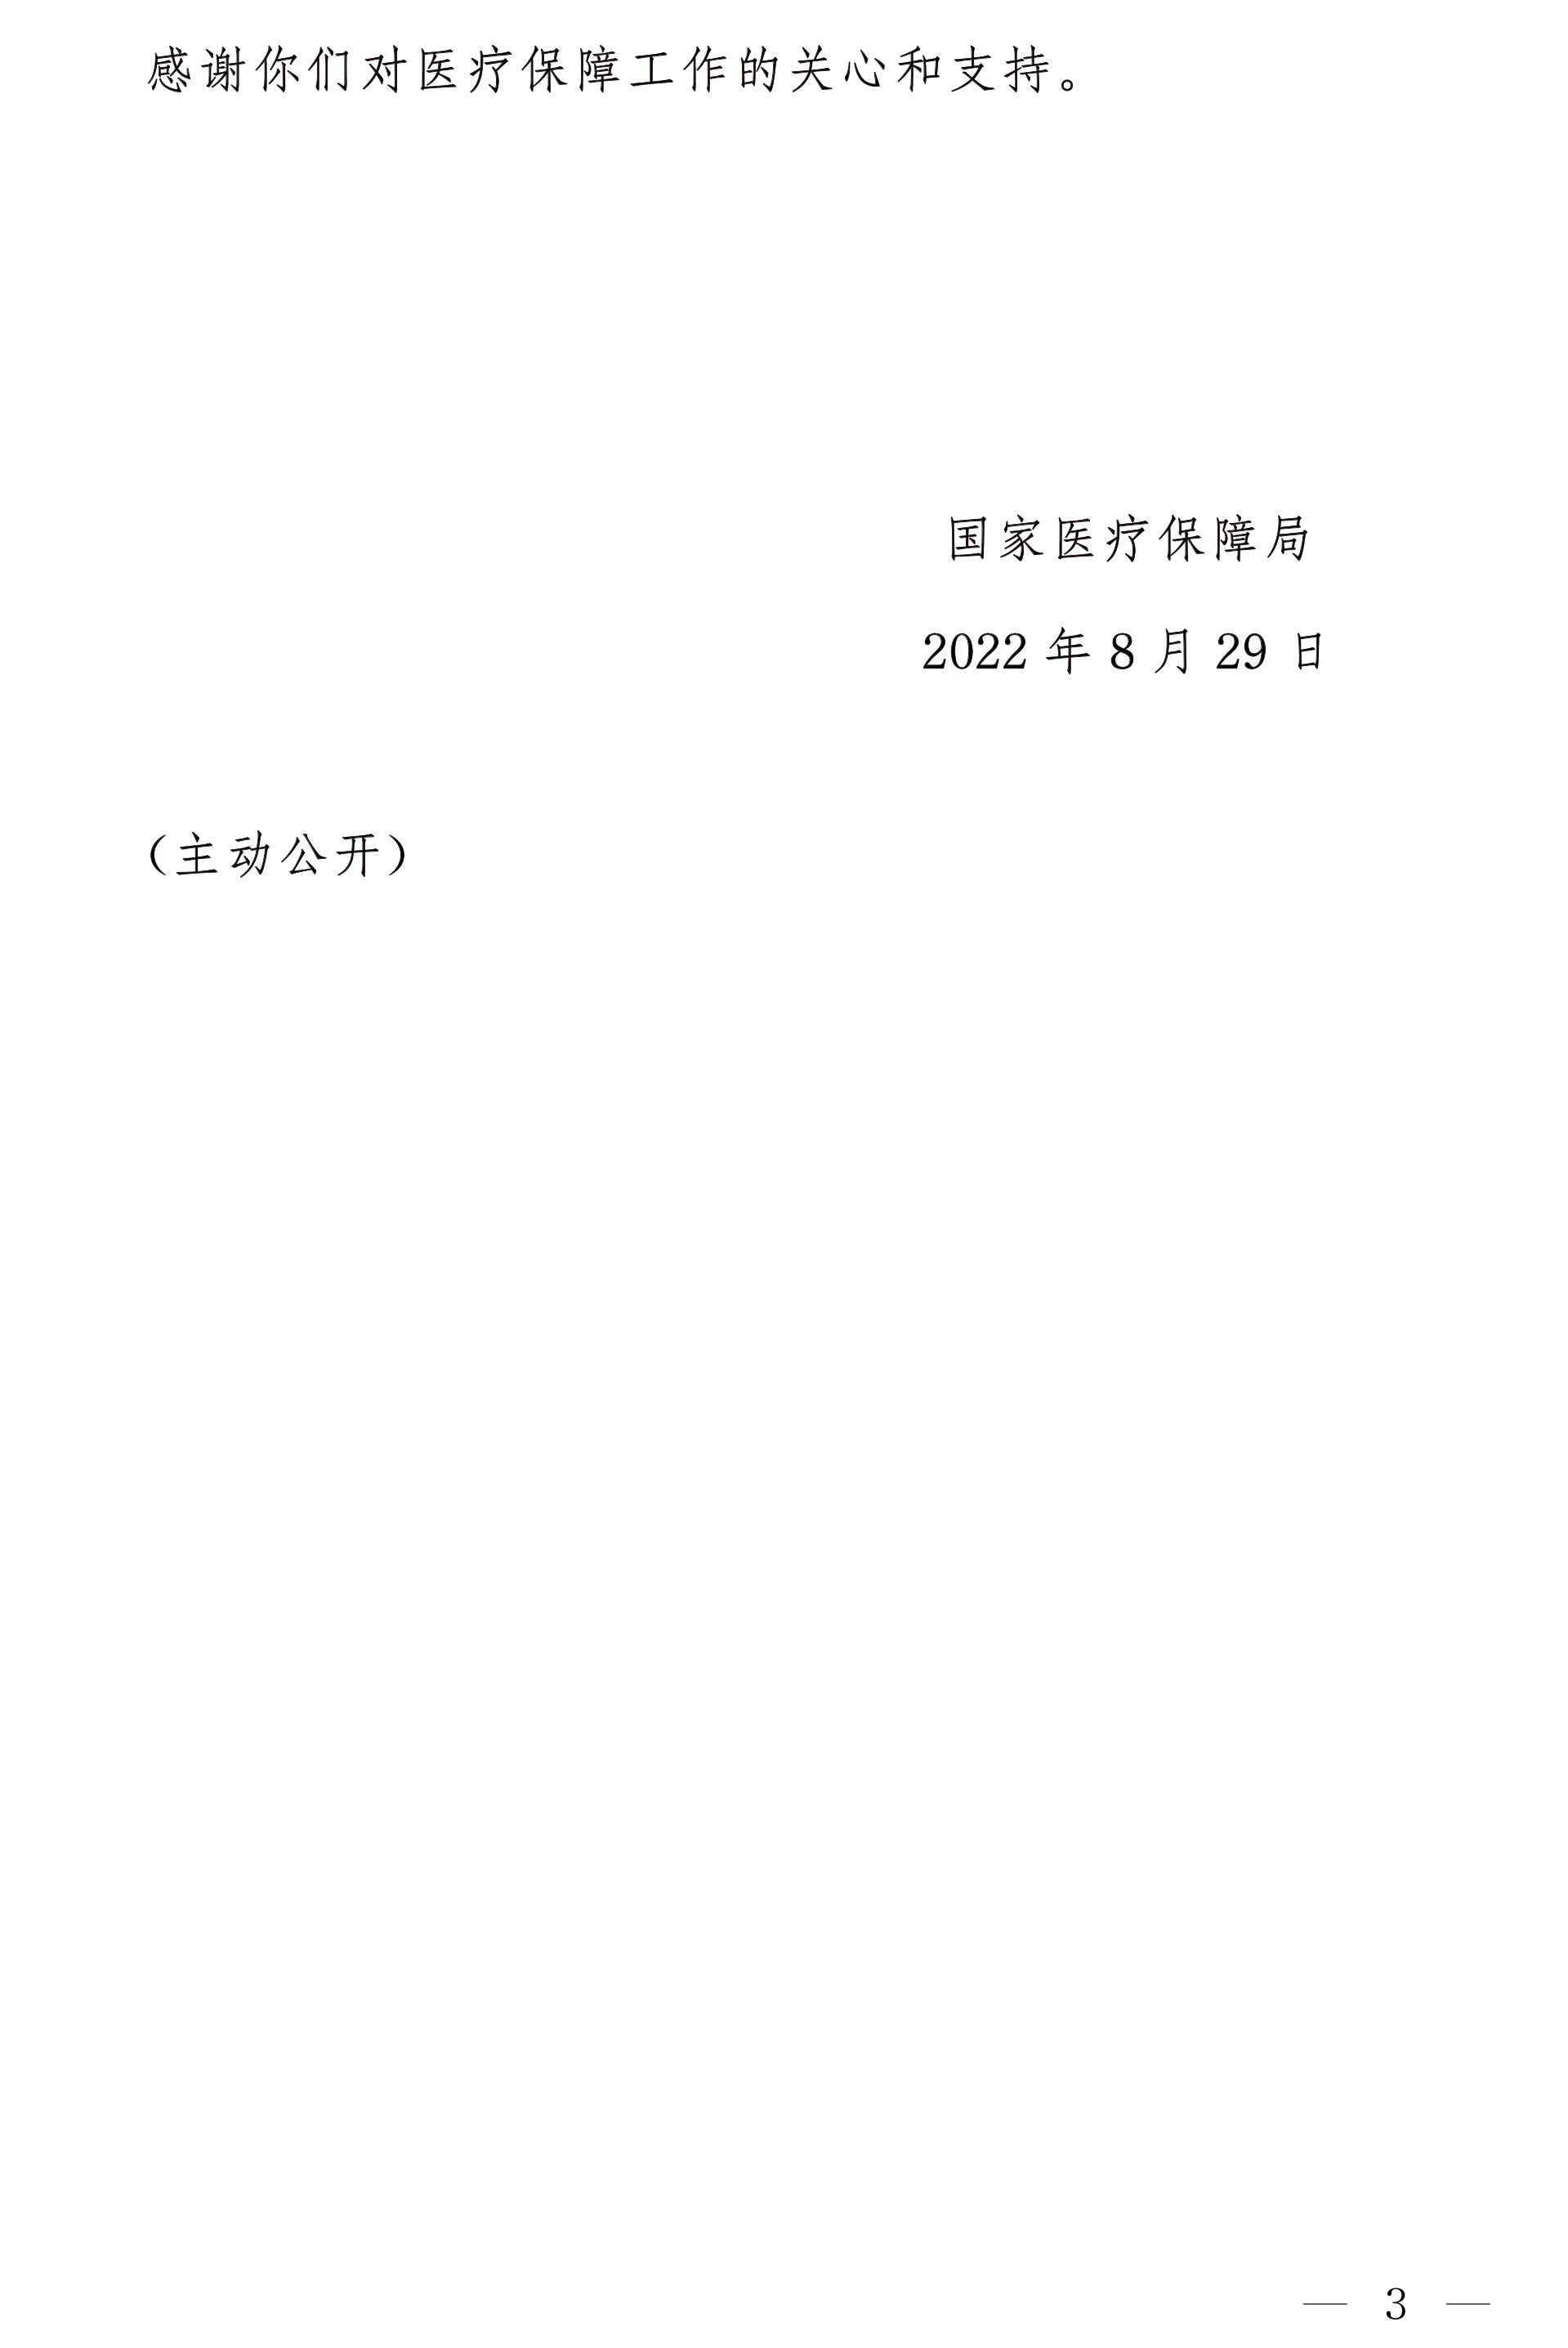 感谢你们对医疗保障工作的关心和支持。
国家医疗保障局
2022 年 8 月 29 日
（主动公开）
— 3 —